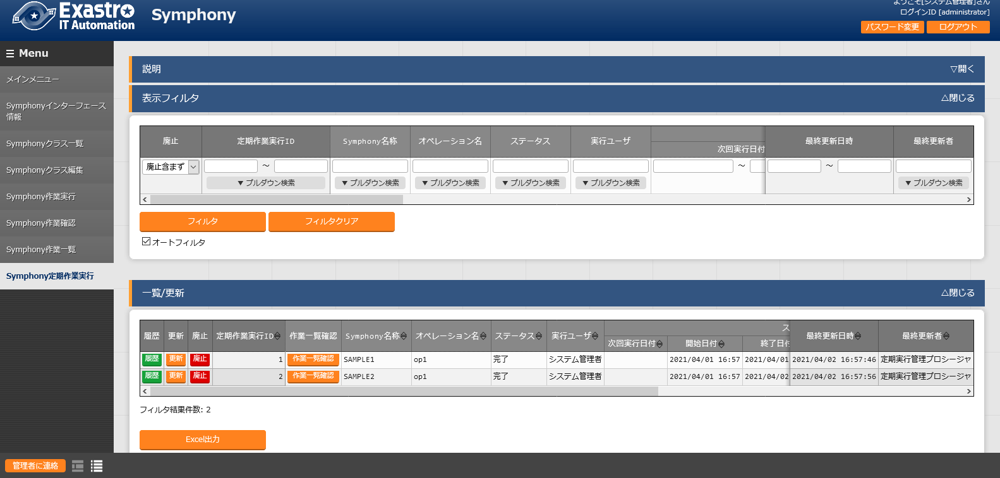 Exastro
IT Automation
Symphony
ようこそ[システム管理者]さん
ログインID [administrator]
パスワード変更
ログアウト
Menu
メインメニュー
Symphonyインターフェース
情報
Symphonyクラス一覧
Symphonyクラス編集
Symphony作業実行
Symphony作業確認
Symphony作業一覧
Symphony定期作業実行
説明
▽開く
表示フィルタ
△閉じる
廃止 定期作業実行ID Symphony名称 オペレーション名 ステータス 実行ユーザ 次回実行日付 最終更新日時 最終更新者
廃止含まず ～ ～ ～
▼プルダウン検索 ▼プルダウン検索 ▼プルダウン検索 ▼プルダウン検索 ▼プルダウン検索 ▼プルダウン検索
フィルタ フィルタクリア
オートフィルタ
一覧/更新
△閉じる
履歴 更新 廃止 定期作業実行ID 作業一覧確認 Symphony名称 オペレーション名 ステータス 実行ユーザ ス 最終更新日時 最終更新者
次回実行日付 開始日付 終了日付
履歴 更新 廃止 1 作業一覧確認 SAMPLE1 op1 完了 システム管理者 2021/04/01 16:57 2021/04/01 2021/04/02 16:57:46 定期実行管理プロシージャ
履歴 更新 廃止 2 作業一覧確認 SAMPLE2 op1 完了 システム管理者 2021/04/01 16:57 2021/04/02 2021/04/02 16:57:56 定期実行管理プロシージャ
フィルタ結果件数: 2
Excel出力
管理者に連絡